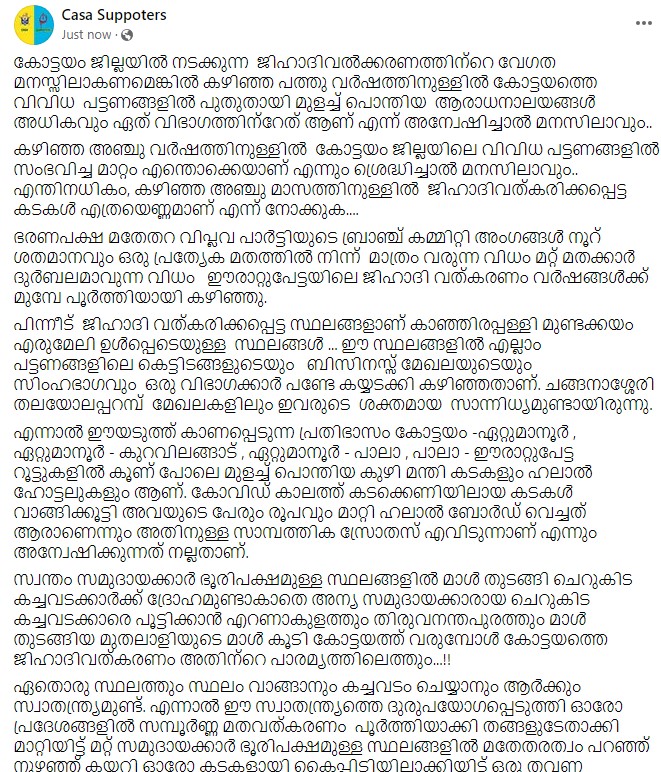 Casa Suppoters
Just now ·
കോട്ടയം ജില്ലയിൽ നടക്കുന്ന ജിഹാദിവൽക്കരണത്തിന്റെ വേഗത
മനസ്സിലാകണമെങ്കിൽ കഴിഞ്ഞ പത്തു വർഷത്തിനുള്ളിൽ കോട്ടയത്തെ
വിവിധ പട്ടണങ്ങളിൽ പുതുതായി മുളച്ച് പൊന്തിയ ആരാധനാലയങ്ങൾ
അധികവും ഏത് വിഭാഗത്തിന്റേത് ആണ് എന്ന് അന്വേഷിച്ചാൽ മനസിലാവും..
കഴിഞ്ഞ അഞ്ചു വർഷത്തിനുള്ളിൽ കോട്ടയം ജില്ലയിലെ വിവിധ പട്ടണങ്ങളിൽ
സംഭവിച്ച മാറ്റം എന്തൊക്കെയാണ് എന്നും ശ്രെദ്ധിച്ചാൽ മനസിലാവും..
എന്തിനധികം, കഴിഞ്ഞ അഞ്ചു മാസത്തിനുള്ളിൽ ജിഹാദിവത്കരിക്കപ്പെട്ട
കടകൾ എത്രയെണ്ണമാണ് എന്ന് നോക്കുക....
ഭരണപക്ഷ മതേതര വിപ്ലവ പാർട്ടിയുടെ ബ്രാഞ്ച് കമ്മിറ്റി അംഗങ്ങൾ നൂറ്
ശതമാനവും ഒരു പ്രത്യേക മതത്തിൽ നിന്ന് മാത്രം വരുന്ന വിധം മറ്റ് മതക്കാർ
ദുർബലമാവുന്ന വിധം ഈരാറ്റുപേട്ടയിലെ ജിഹാദി വത്കരണം വർഷങ്ങൾക്ക്
മുമ്പേ പൂർത്തിയായി കഴിഞ്ഞു.
പിന്നീട് ജിഹാദി വത്കരിക്കപ്പെട്ട സ്ഥലങ്ങളാണ് കാഞ്ഞിരപ്പള്ളി മുണ്ടക്കയം
എരുമേലി ഉൾപ്പെടെയുള്ള സ്ഥലങ്ങൾ ... ഈ സ്ഥലങ്ങളിൽ എല്ലാം
പട്ടണങ്ങളിലെ കെട്ടിടങ്ങളുടെയും ബിസിനസ്സ് മേഖലയുടെയും
സിംഹഭാഗവും ഒരു വിഭാഗക്കാർ പണ്ടേ കയ്യടക്കി കഴിഞ്ഞതാണ്. ചങ്ങനാശ്ശേരി
തലയോലപ്പറമ്പ് മേഖലകളിലും ഇവരുടെ ശക്തമായ സാന്നിധ്യമുണ്ടായിരുന്നു.
എന്നാൽ ഈയടുത്ത് കാണപ്പെടുന്ന പ്രതിഭാസം കോട്ടയം -ഏറ്റുമാനൂർ ,
ഏറ്റുമാനൂർ - കുറവിലങ്ങാട് , ഏറ്റുമാനൂർ - പാലാ , പാലാ - ഈരാറ്റുപേട്ട
റൂട്ടുകളിൽ കൂണ് പോലെ മുളച്ച് പൊന്തിയ കുഴി മന്തി കടകളും ഹലാൽ
ഹോട്ടലുകളും ആണ്. കോവിഡ് കാലത്ത് കടക്കെണിയിലായ കടകൾ
വാങ്ങിക്കൂട്ടി അവയുടെ പേരും രൂപവും മാറ്റി ഹലാൽ ബോർഡ് വെച്ചത്
ആരാണെന്നും അതിനുള്ള സാമ്പത്തിക സ്രോതസ് എവിടുന്നാണ് എന്നും
അന്വേഷിക്കുന്നത് നല്ലതാണ്.
സ്വന്തം സമുദായക്കാർ ഭൂരിപക്ഷമുള്ള സ്ഥലങ്ങളിൽ മാൾ തുടങ്ങി ചെറുകിട
കച്ചവടക്കാർക്ക് ദ്രോഹമുണ്ടാകാതെ അന്യ സമുദായക്കാരായ ചെറുകിട
കച്ചവടക്കാരെ പൂട്ടിക്കാൻ എറണാകുളത്തും തിരുവനന്തപുരത്തും മാൾ
തുടങ്ങിയ മുതലാളിയുടെ മാൾ കൂടി കോട്ടയത്ത് വരുമ്പോൾ കോട്ടയത്തെ
ജിഹാദിവത്കരണം അതിന്റെ പാരമ്യത്തിലെത്തും...!!
ഏതൊരു സ്ഥലത്തും സ്ഥലം വാങ്ങാനും കച്ചവടം ചെയ്യാനും ആർക്കും
സ്വാതന്ത്ര്യമുണ്ട്. എന്നാൽ ഈ സ്വാതന്ത്ര്യത്തെ ദുരുപയോഗപ്പെടുത്തി ഓരോ
പ്രദേശങ്ങളിൽ സമ്പൂർണ്ണ മതവത്കരണം പൂർത്തിയാക്കി തങ്ങളുടേതാക്കി
മാറ്റിയിട്ട് മറ്റ് സമുദായക്കാർ ഭൂരിപക്ഷമുള്ള സ്ഥലങ്ങളിൽ മതേതരത്വം പറഞ്ഞ്
നുഴഞ്ഞ് കയറി ഓരോ കടകളായി കൈപ്പിടിയിലാക്കിയിട്ട് ഒരു തവണ